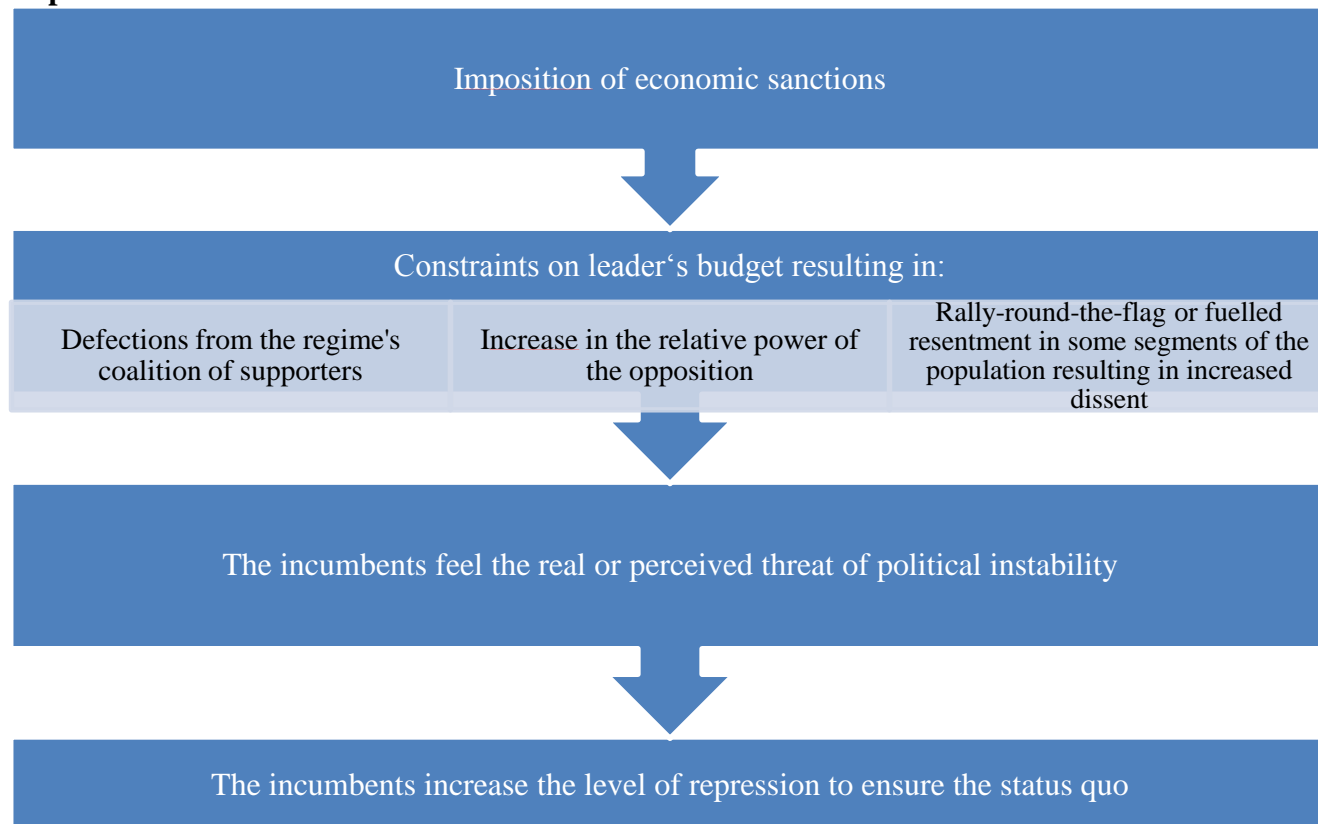 Imposition of economic sanctions
Constraints on leader‘s budget resulting in:
Defections from the regime's
coalition of supporters
Increase in the relative power of
the opposition
Rally-round-the-flag or fuelled
resentment in some segments of the
population resulting in increased
dissent
The incumbents feel the real or perceived threat of political instability
The incumbents increase the level of repression to ensure the status quo